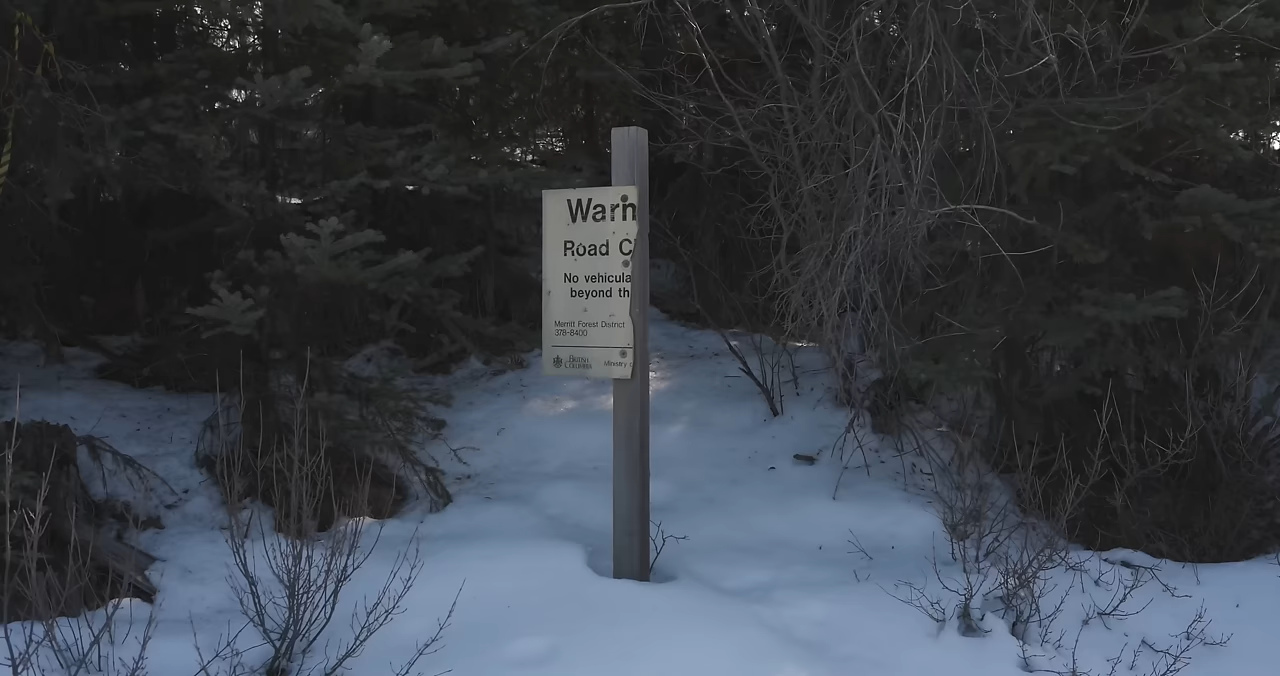 Warn
Road C
No vehicula
beyond th
Merritt Forest District
378-8400
British
Columbia
Ministry o